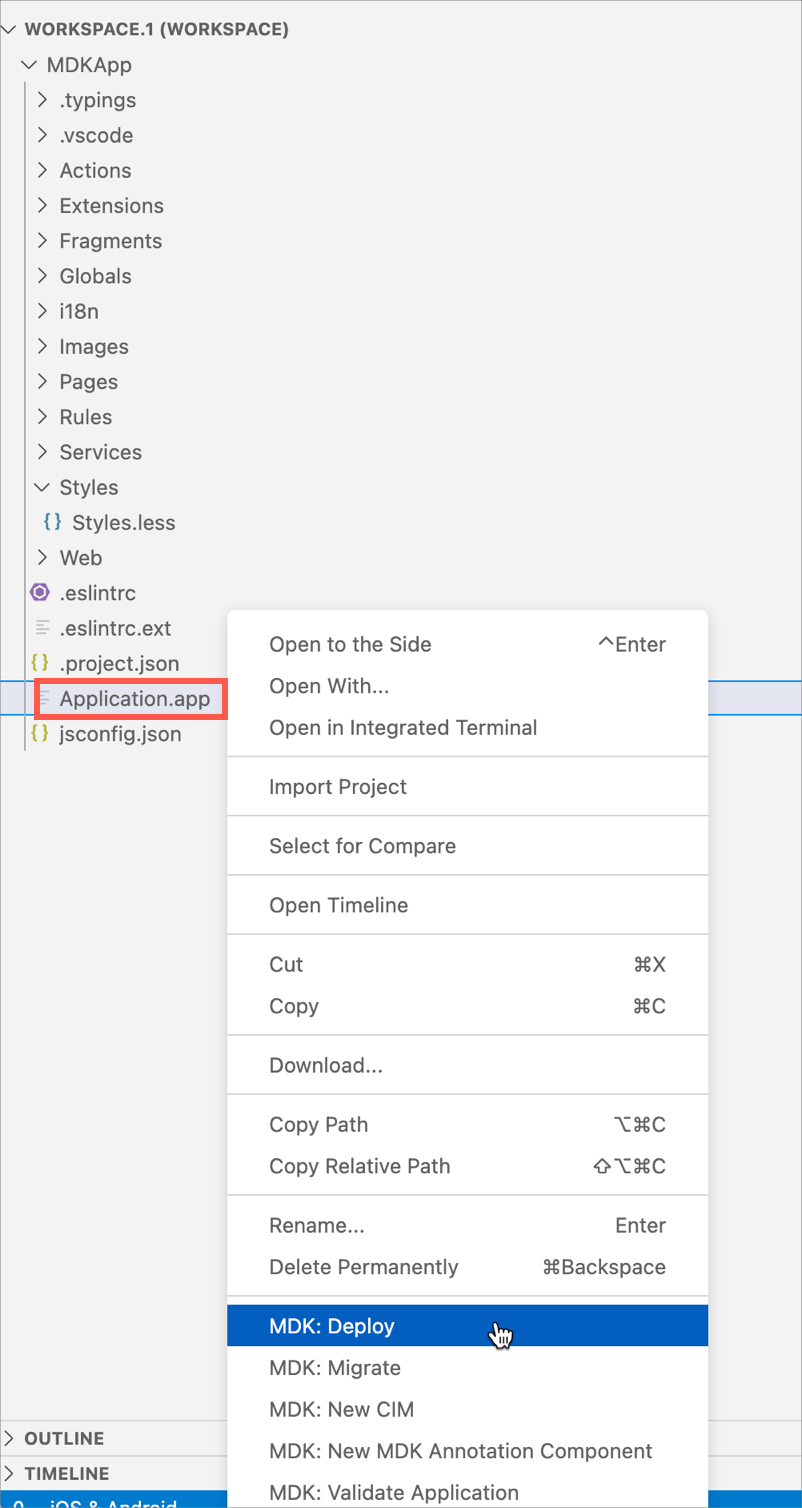 WORKSPACE.1 (WORKSPACE)
MDKApp
.typings
.vscode
Actions
Extensions
Fragments
Globals
i18n
Images
Pages
Rules
Services
Styles
{} Styles.less
Web
.eslintrc
.eslintrc.ext
{} .project.json
Application.app
{} jsconfig.json
Open to the Side ^Enter
Open With...
Open in Integrated Terminal
Import Project
Select for Compare
Open Timeline
Cut ⌘X
Copy ⌘C
Download...
Copy Path ⌥⌘C
Copy Relative Path ⇧⌥⌘C
Rename... Enter
Delete Permanently ⌘Backspace
MDK: Deploy
MDK: Migrate
MDK: New CIM
MDK: New MDK Annotation Component
MDK: Validate Application
OUTLINE
TIMELINE
iOS & Android